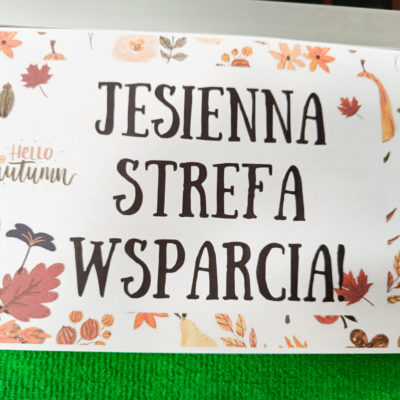 JESIENNA
HELLO
autumn
STREFA
WSPARCIA!